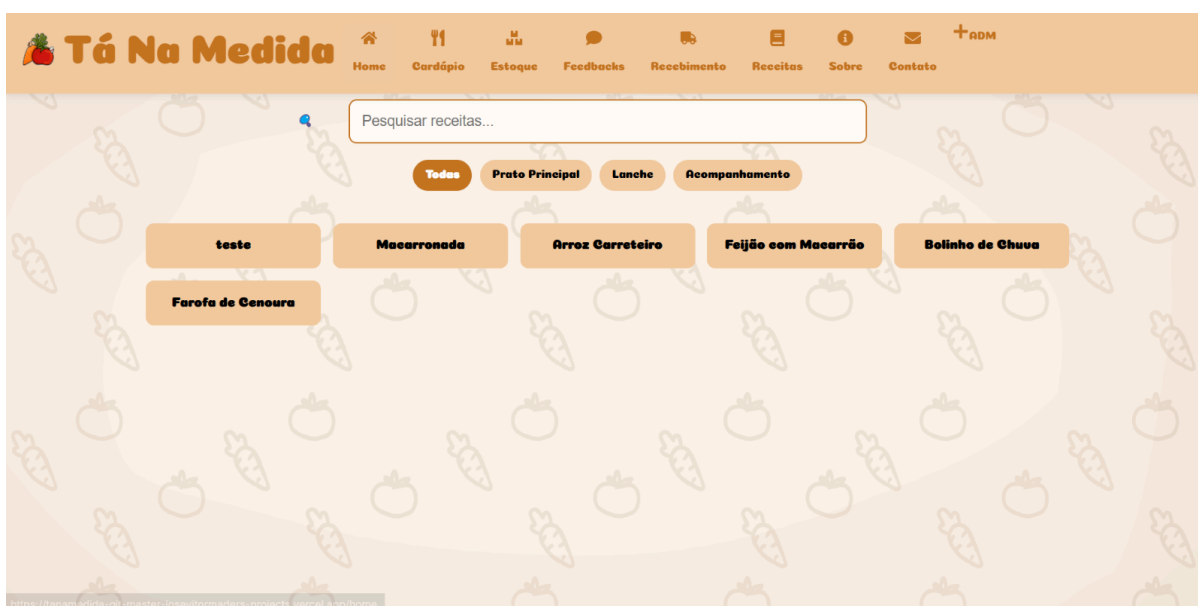 Tá Na Medida
Home Cardápio Estoque Feedbacks Recebimento Receitas Sobre Contato +ADM
Pesquisar receitas...
Todas Prato Principal Lanche Acompanhamento
teste Macarronada Arroz Carreteiro Feijão com Macarrão Bolinho de Chuva
Farofa de Cenoura